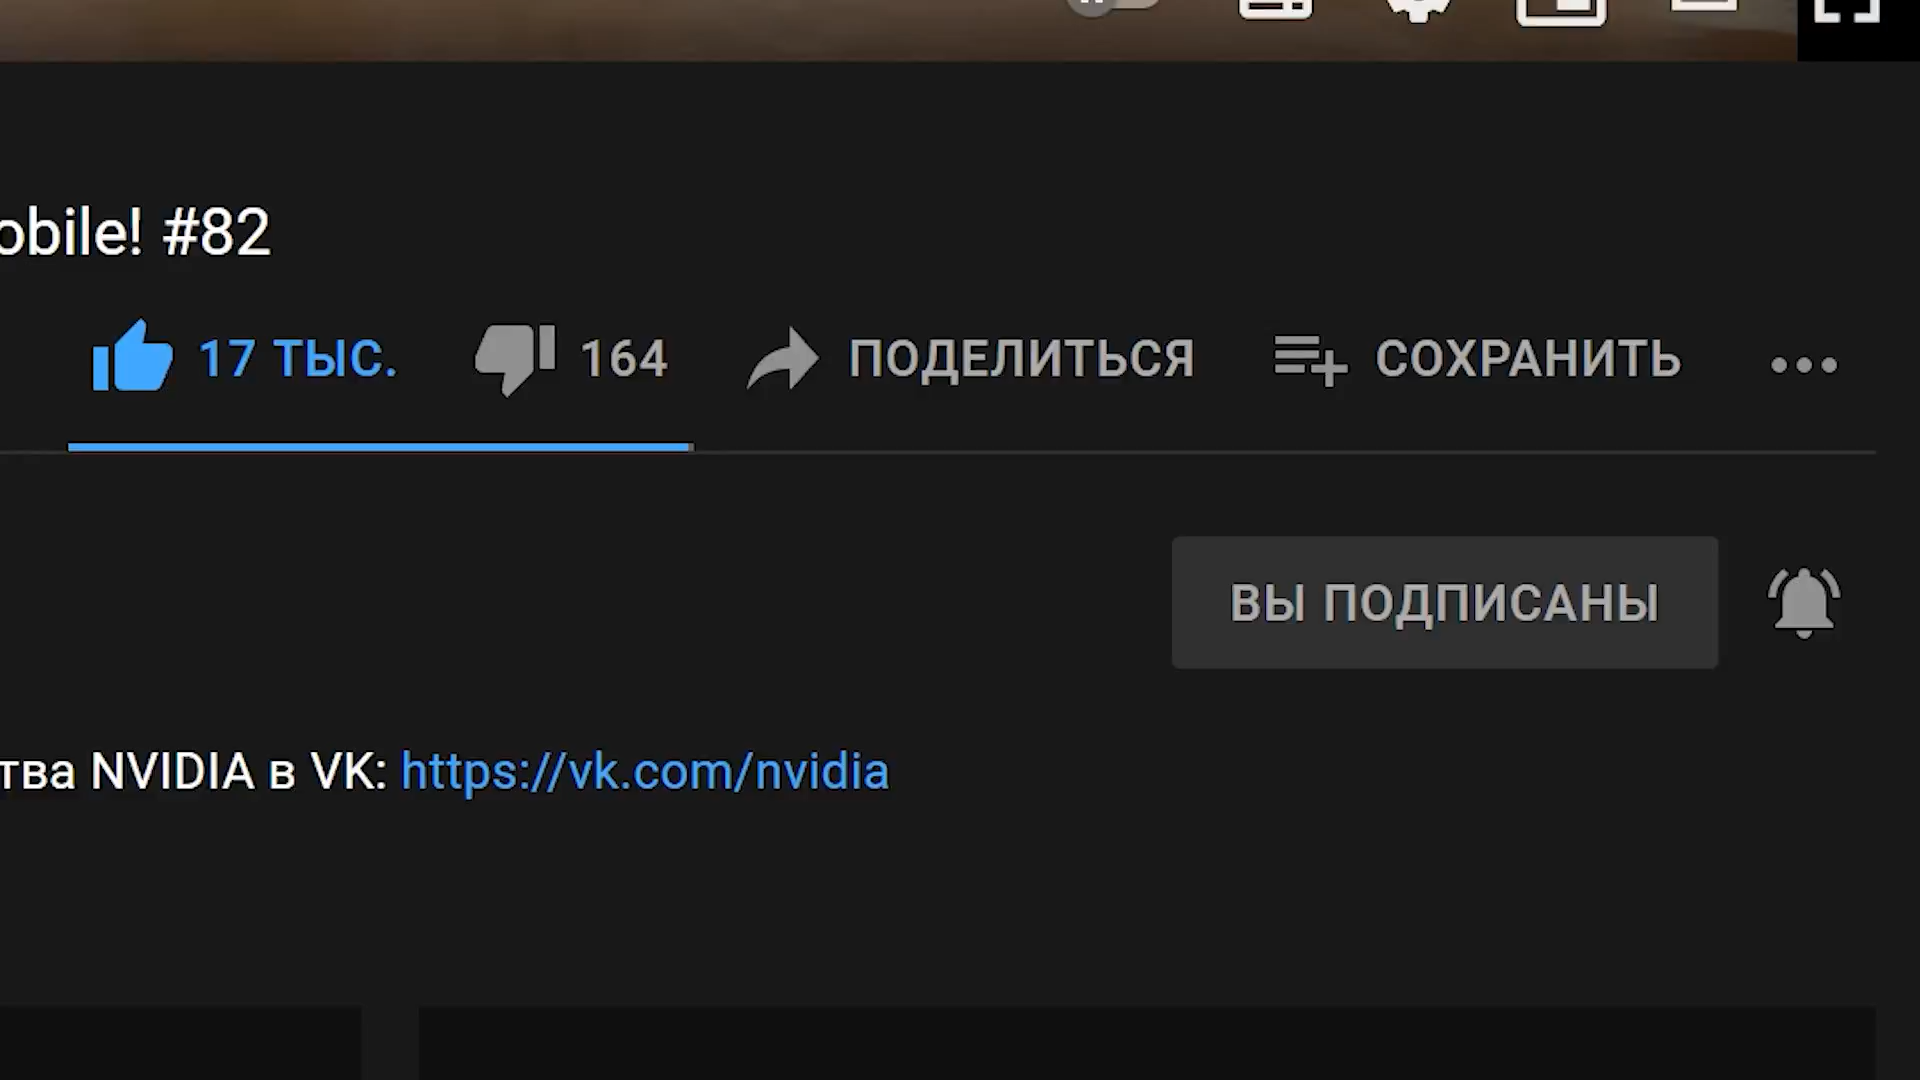 obile! #82
17 ТЫС. 164 ПОДЕЛИТЬСЯ СОХРАНИТЬ
ВЫ ПОДПИСАНЫ
тва NVIDIA в VK: https://vk.com/nvidia